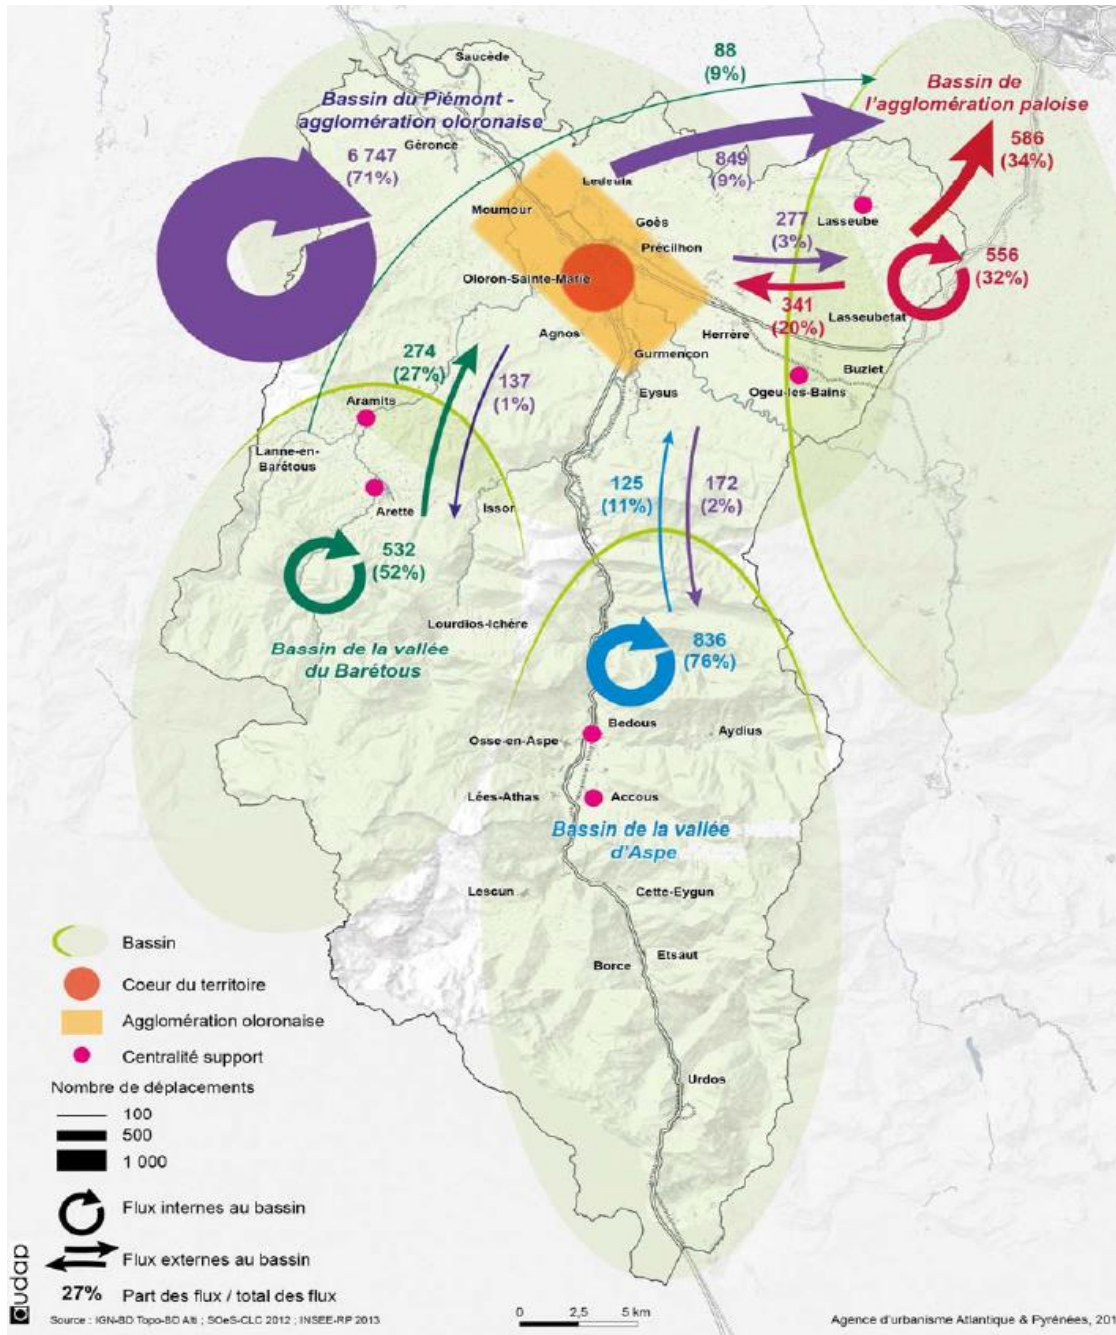 88
(9%)
Saucède
Bassin de
l'agglomération paloise
Bassin du Piémont -
agglomération oloronaise
586
(34%)
Géronce
6 747
(71%)
849
(9%)
Ledeuix
Moumour
Lasseube
Goès
277
(3%)
Précilhon
556
(32%)
Oloron-Sainte-Marie
341
(20%)
Lasseubetat
Agnos
Herrère
Gurmençon
274
(27%)
137
(1%)
Buziet
Eysus
Ogeu-les-Bains
Aramits
Lanne-en-
Barétous
125
(11%)
172
(2%)
Arette
Issor
532
(52%)
Lourdios-Ichère
Bassin de la vallée
du Barétous
836
(76%)
Bedous
Aydius
Osse-en-Aspe
Lées-Athas
Accous
Bassin de la vallée
d'Aspe
Lescun
Cette-Eygun
Etsaut
Borce
Urdos
Bassin
Coeur du territoire
Agglomération oloronaise
Centralité support
Nombre de déplacements
100
500
1 000
Flux internes au bassin
Flux externes au bassin
27% Part des flux / total des flux
audap
Source : IGN-BD Topo-BD Alti ; SOeS-CLC 2012 ; INSEE-RP 2013
0 2,5 5 km
Agence d'urbanisme Atlantique & Pyrénées, 201